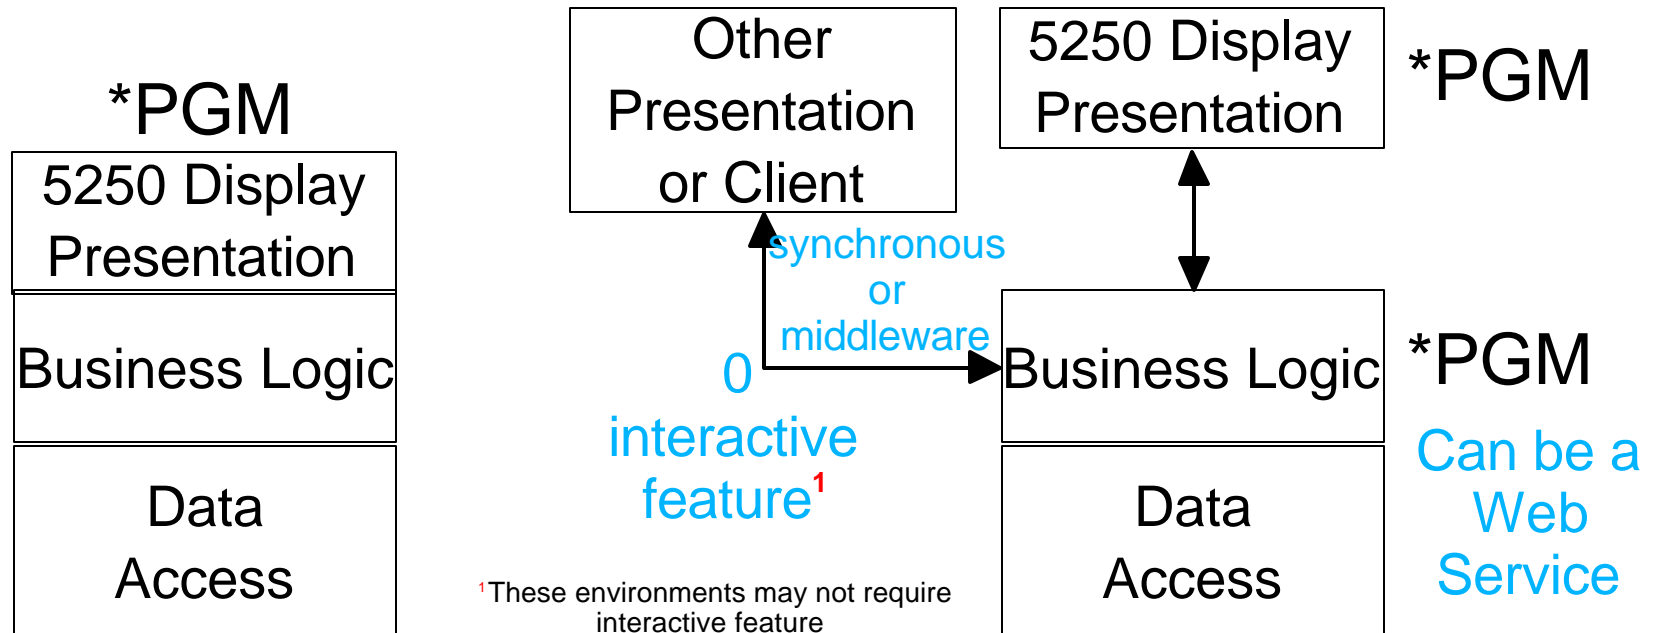 *PGM
5250 Display
Presentation
Business Logic
Data
Access
Other
Presentation
or Client
synchronous
or
middleware
0
interactive
feature¹
¹These environments may not require
interactive feature
5250 Display
Presentation
*PGM
Business Logic
*PGM
Data
Access
Can be a
Web
Service